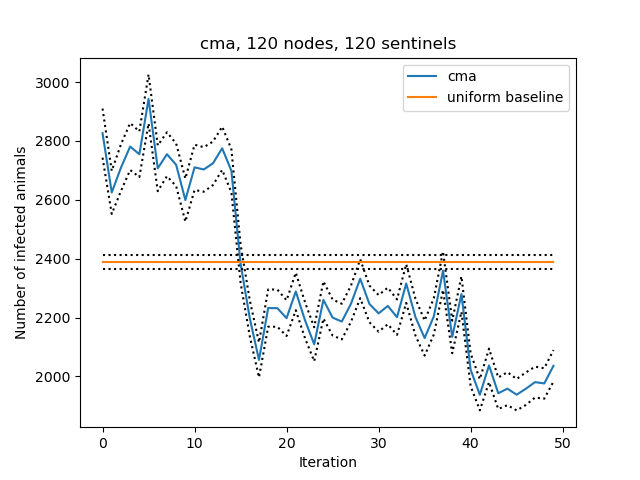 cma, 120 nodes, 120 sentinels
3000
2800
2600
2400
2200
2000
Number of infected animals
cma
uniform baseline
0
10
20
30
40
50
Iteration